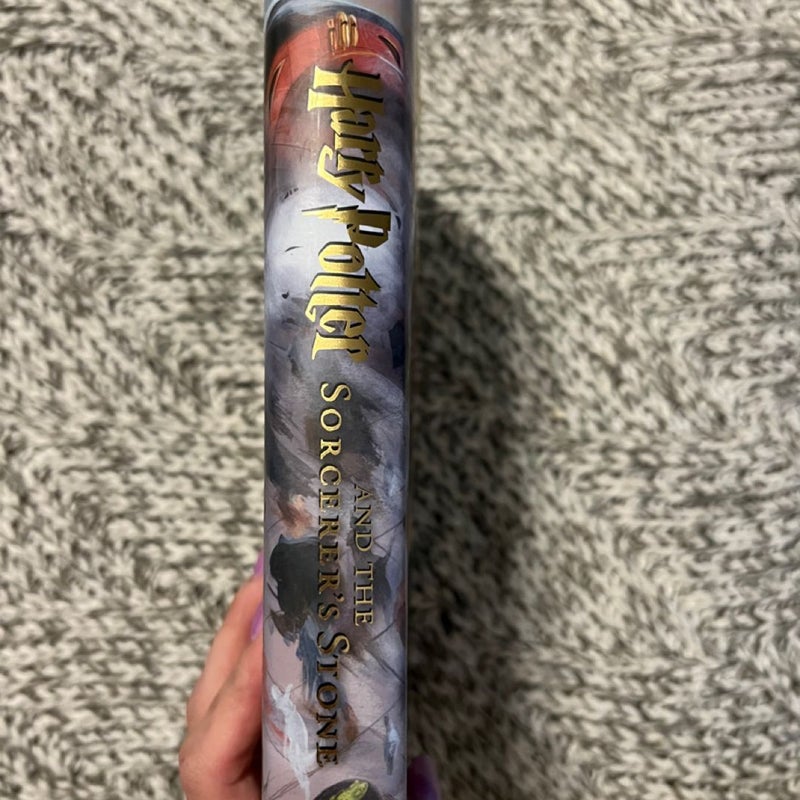 Harry Potter
AND THE
SORCERER'S STONE